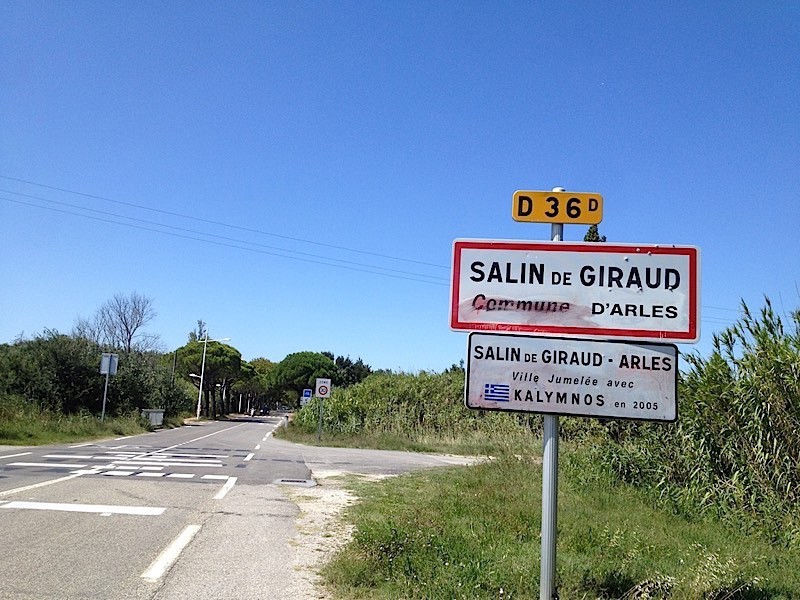 D 36 D
SALIN DE GIRAUD
Commune D'ARLES
SALIN DE GIRAUD - ARLES
Ville Jumelée avec
KALYMNOS en 2005